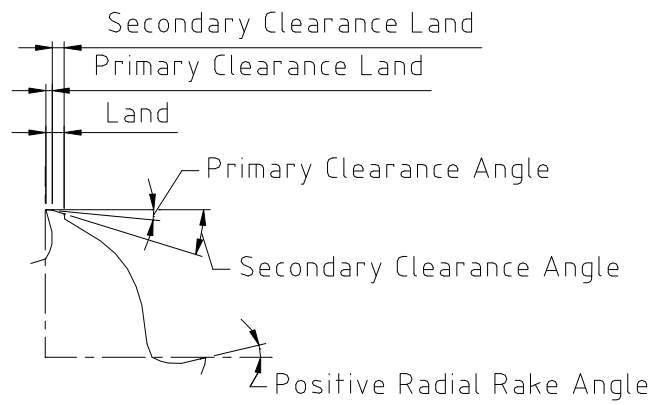 Secondary Clearance Land
Primary Clearance Land
Land
Primary Clearance Angle
Secondary Clearance Angle
Positive Radial Rake Angle